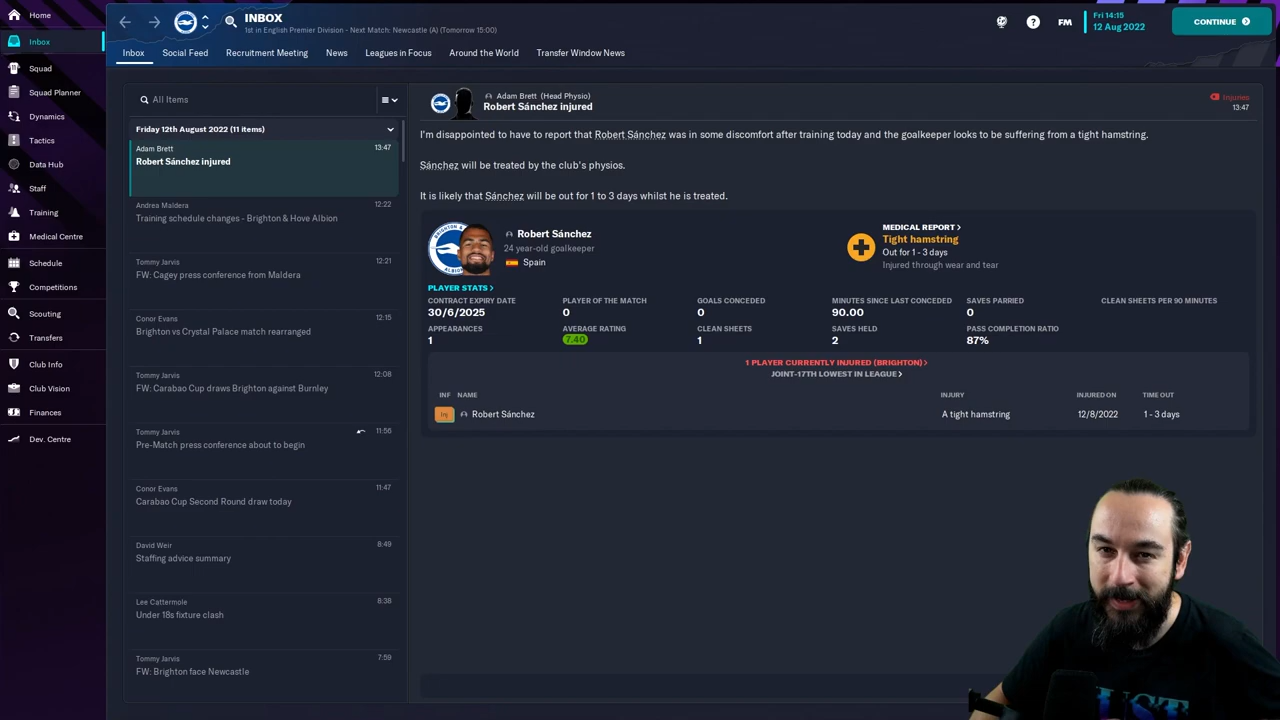 Home
INBOX
1st in English Premier Division - Next Match: Newcastle (A) (Tomorrow 15:00)
FM
Fri 14:15
12 Aug 2022
CONTINUE
Inbox
Squad
Squad Planner
Dynamics
Tactics
Data Hub
Staff
Training
Medical Centre
Schedule
Competitions
Scouting
Transfers
Club Info
Club Vision
Finances
Dev. Centre
Inbox Social Feed Recruitment Meeting News Leagues in Focus Around the World Transfer Window News
All Items
Friday 12th August 2022 (11 items)
Adam Brett 13:47
Robert Sánchez injured
Andrea Maldera 12:22
Training schedule changes - Brighton & Hove Albion
Tommy Jarvis 12:21
FW: Cagey press conference from Maldera
Conor Evans 12:15
Brighton vs Crystal Palace match rearranged
Tommy Jarvis 12:08
FW: Carabao Cup draws Brighton against Burnley
Tommy Jarvis 11:56
Pre-Match press conference about to begin
Conor Evans 11:47
Carabao Cup Second Round draw today
David Weir 8:49
Staffing advice summary
Lee Cattermole 8:38
Under 18s fixture clash
Tommy Jarvis 7:59
FW: Brighton face Newcastle
Adam Brett (Head Physio)
Robert Sánchez injured
Injuries
13:47
I'm disappointed to have to report that Robert Sánchez was in some discomfort after training today and the goalkeeper looks to be suffering from a tight hamstring.
Sánchez will be treated by the club's physios.
It is likely that Sánchez will be out for 1 to 3 days whilst he is treated.
Robert Sánchez
24 year-old goalkeeper
Spain
MEDICAL REPORT
Tight hamstring
Out for 1 - 3 days
Injured through wear and tear
PLAYER STATS
CONTRACT EXPIRY DATE PLAYER OF THE MATCH GOALS CONCEDED MINUTES SINCE LAST CONCEDED SAVES PARRIED CLEAN SHEETS PER 90 MINUTES
30/6/2025 0 0 90.00 0
APPEARANCES AVERAGE RATING CLEAN SHEETS SAVES HELD PASS COMPLETION RATIO
1 7.40 1 2 87%
1 PLAYER CURRENTLY INJURED (BRIGHTON)
JOINT-17TH LOWEST IN LEAGUE
INF NAME INJURY INJURED ON TIME OUT
Inj Robert Sánchez A tight hamstring 12/8/2022 1 - 3 days